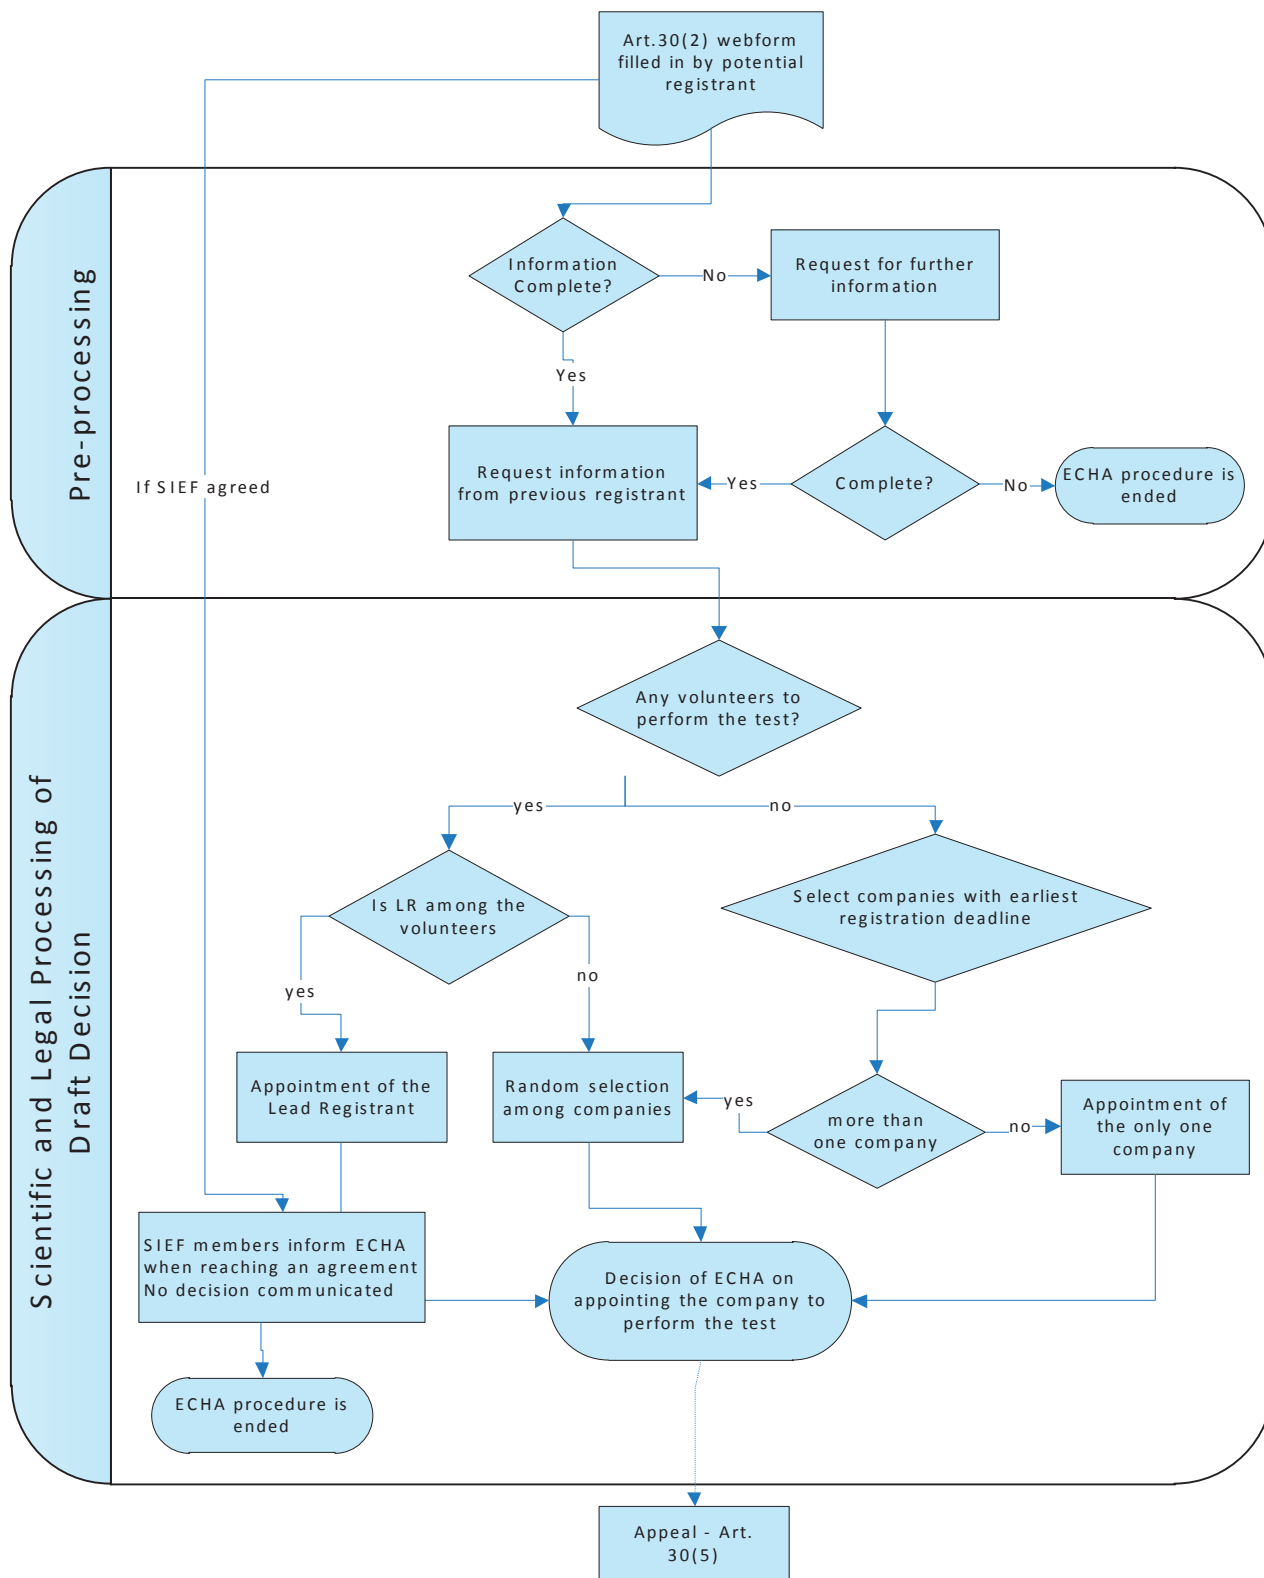 Art.30(2) webform
filled in by potential
registrant
Pre-processing
Information
Complete?
No
Request for further
information
Yes
If SIEF agreed
Request information
from previous registrant
Yes
Complete?
No
ECHA procedure is
ended
Scientific and Legal Processing of
Draft Decision
Any volunteers to
perform the test?
yes
no
Is LR among the
volunteers
Select companies with earliest
registration deadline
yes
no
Appointment of the
Lead Registrant
Random selection
among companies
yes
more than
one company
no
Appointment of
the only one
company
SIEF members inform ECHA
when reaching an agreement
No decision communicated
Decision of ECHA on
appointing the company to
perform the test
ECHA procedure is
ended
Appeal - Art.
30(5)